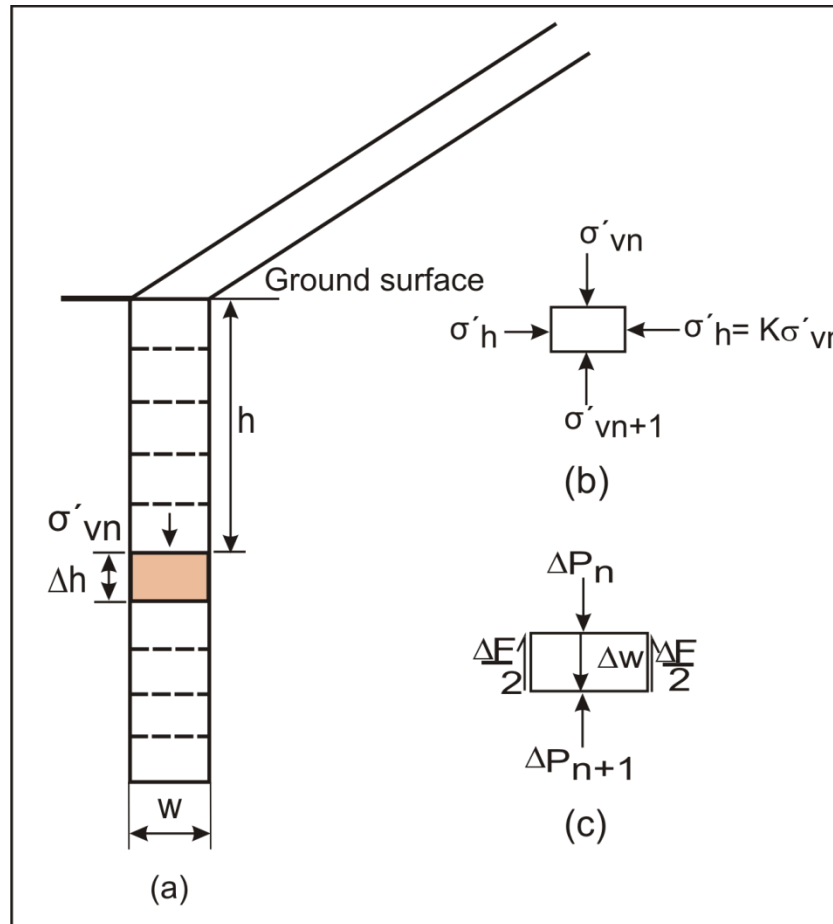 Ground surface
h
σ´vn
Δh
w
(a)
σ´vn
σ´h
σ´h= Kσ´vn
σ´vn+1
(b)
ΔPn
ΔF/2
Δw
ΔF/2
ΔPn+1
(c)